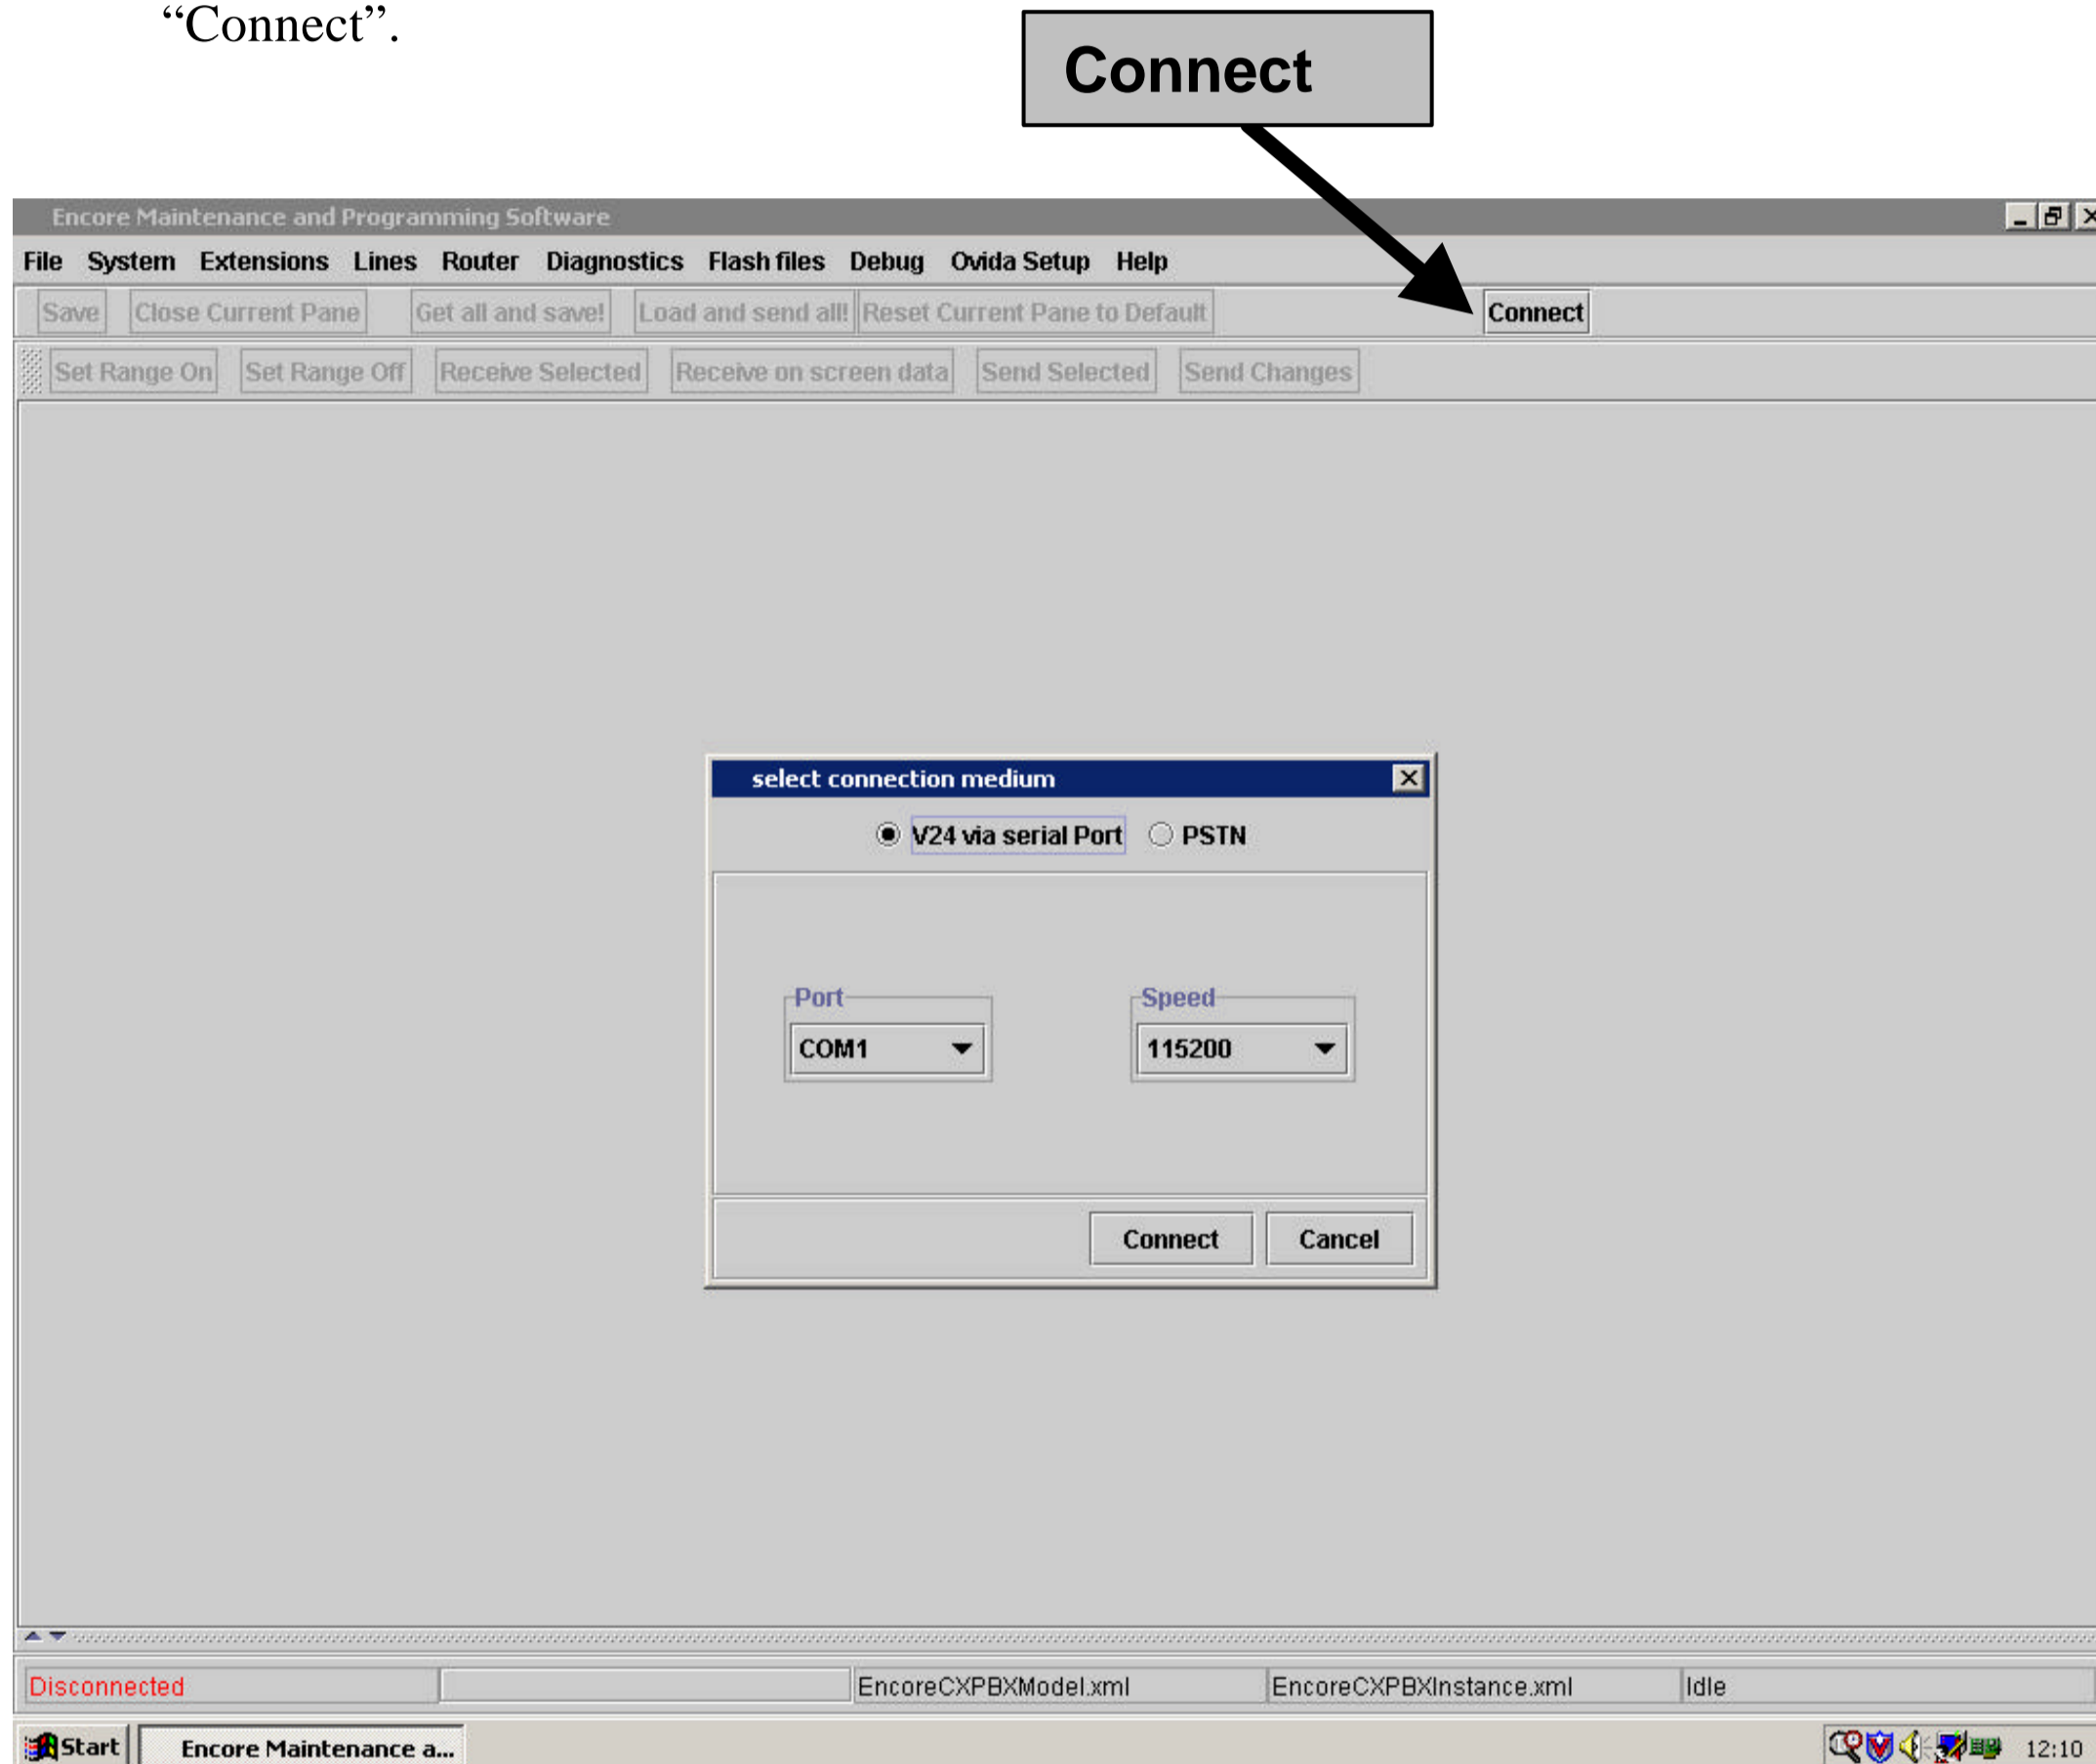 “Connect”.
Connect
Encore Maintenance and Programming Software
File System Extensions Lines Router Diagnostics Flash files Debug Ovida Setup Help
Save Close Current Pane Get all and save! Load and send all! Reset Current Pane to Default Connect
Set Range On Set Range Off Receive Selected Receive on screen data Send Selected Send Changes
select connection medium
V24 via serial Port PSTN
Port Speed
COM1 115200
Connect Cancel
Disconnected EncoreCXPBXModel.xml EncoreCXPBXInstance.xml Idle
Start Encore Maintenance a... 12:10